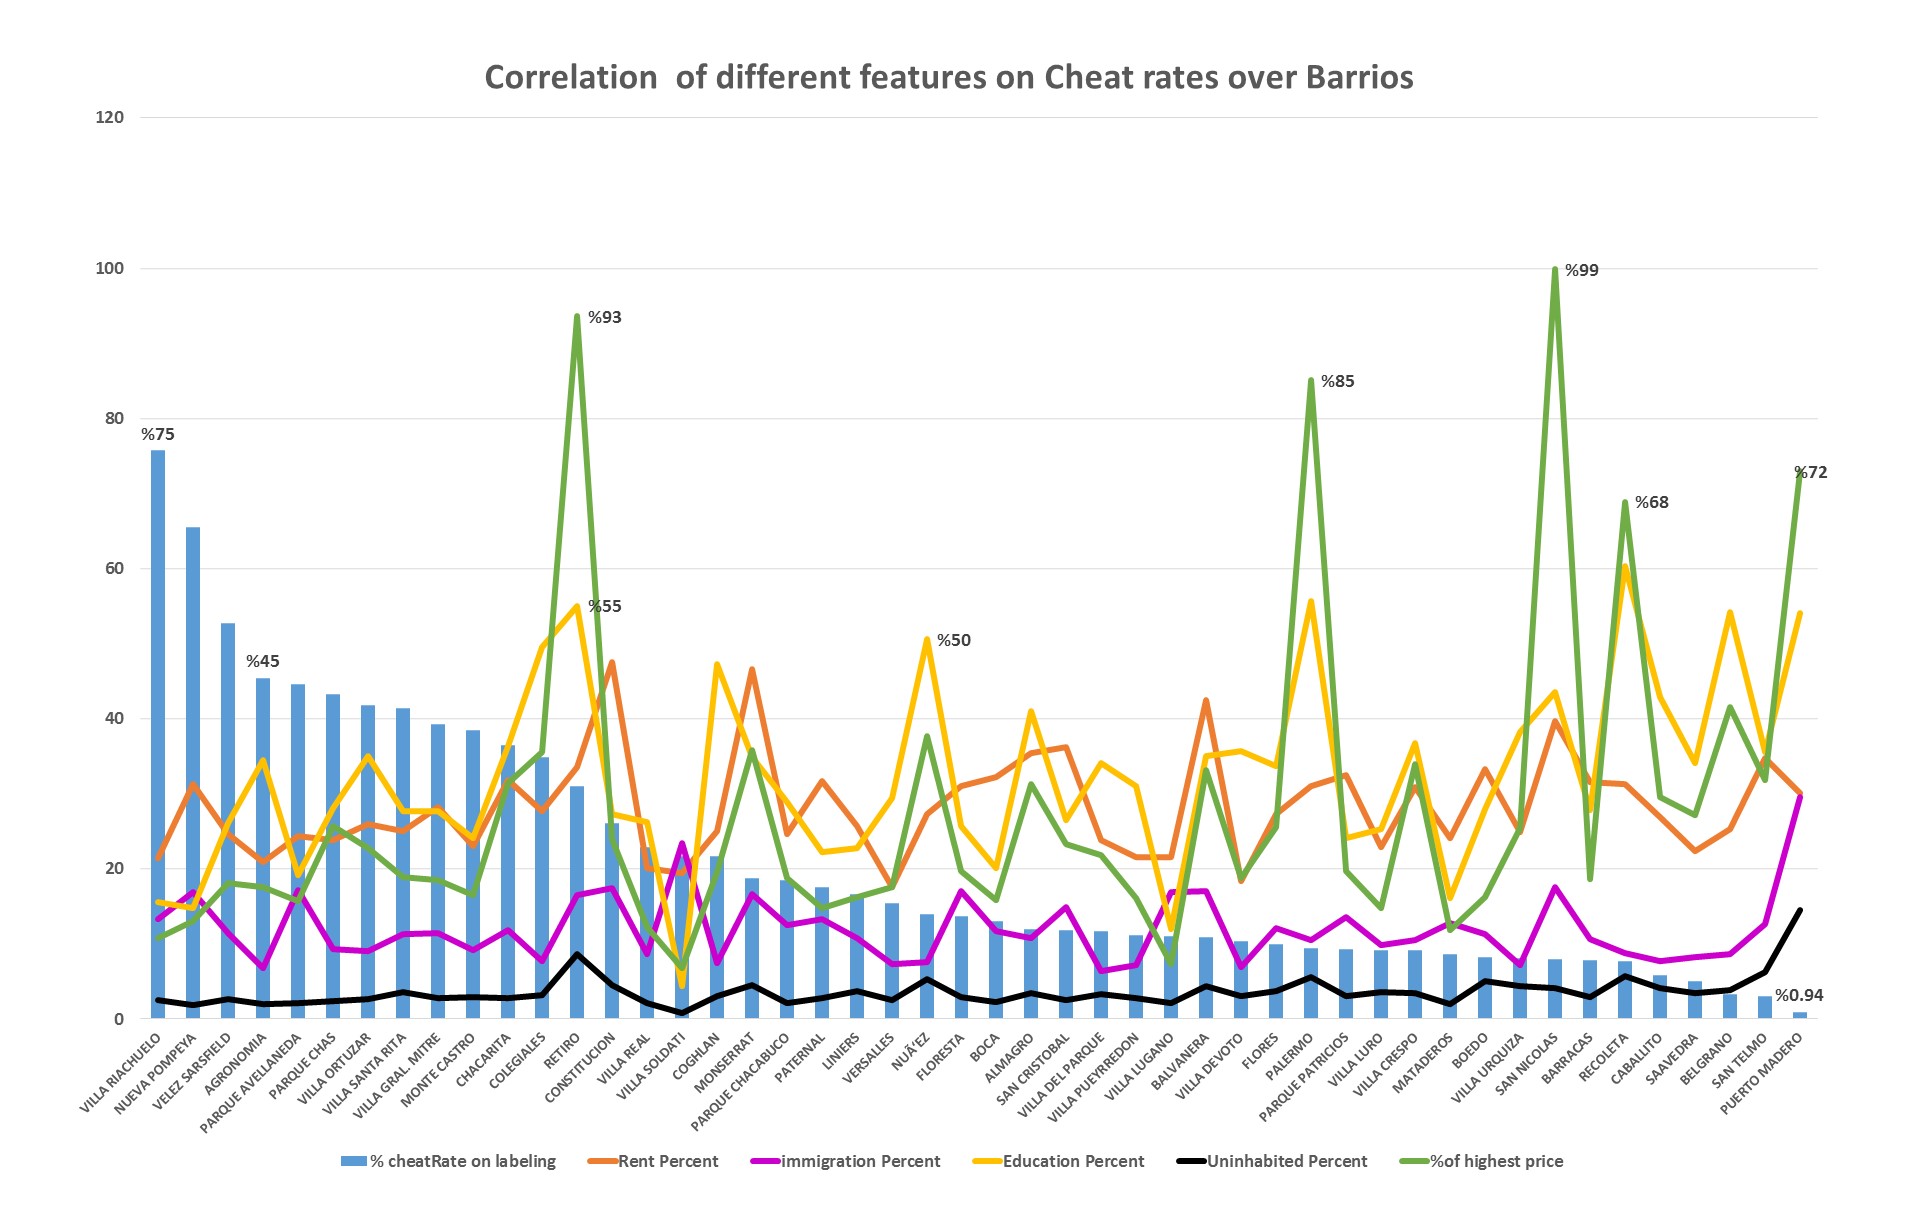 Correlation  of different features on Cheat rates over Barrios
120
100
80
60
40
20
0
%75
%45
%93
%55
%50
%85
%99
%68
%72
%0.94
VILLA RIACHUELO
NUEVA POMPEYA
VELEZ SARSFIELD
AGRONOMIA
PARQUE AVELLANEDA
PARQUE CHAS
VILLA ORTUZAR
VILLA SANTA RITA
VILLA GRAL. MITRE
MONTE CASTRO
CHACARITA
COLEGIALES
RETIRO
CONSTITUCION
VILLA REAL
VILLA SOLDATI
COGHLAN
MONSERRAT
PARQUE CHACABUCO
PATERNAL
LINIERS
VERSALLES
NUÃ'EZ
FLORESTA
BOCA
ALMAGRO
SAN CRISTOBAL
VILLA DEL PARQUE
VILLA PUEYRREDON
VILLA LUGANO
BALVANERA
VILLA DEVOTO
FLORES
PALERMO
PARQUE PATRICIOS
VILLA LURO
VILLA CRESPO
MATADEROS
BOEDO
VILLA URQUIZA
SAN NICOLAS
BARRACAS
RECOLETA
CABALLITO
SAAVEDRA
BELGRANO
SAN TELMO
PUERTO MADERO
% cheatRate on labeling
Rent Percent
immigration Percent
Education Percent
Uninhabited Percent
%of highest price